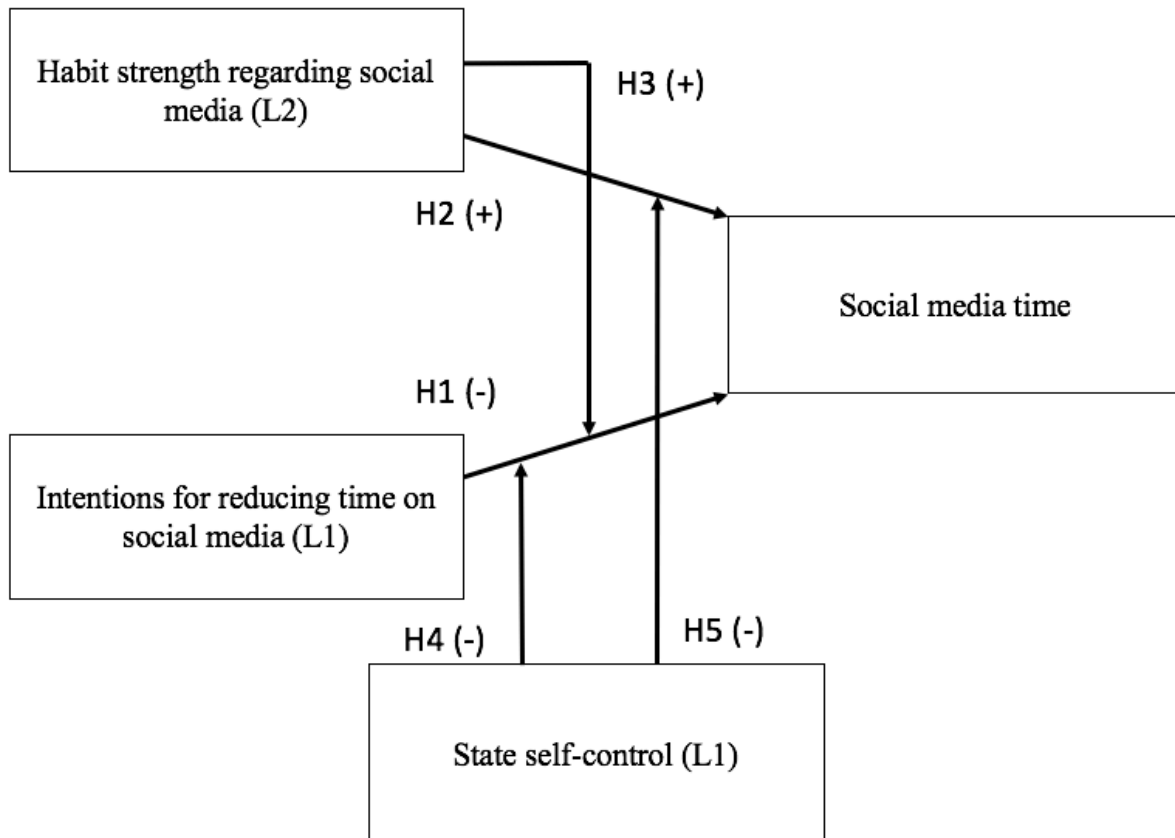 Habit strength regarding social
media (L2)
H3 (+)
H2 (+)
Social media time
H1 (-)
Intentions for reducing time on
social media (L1)
H4 (-)
H5 (-)
State self-control (L1)